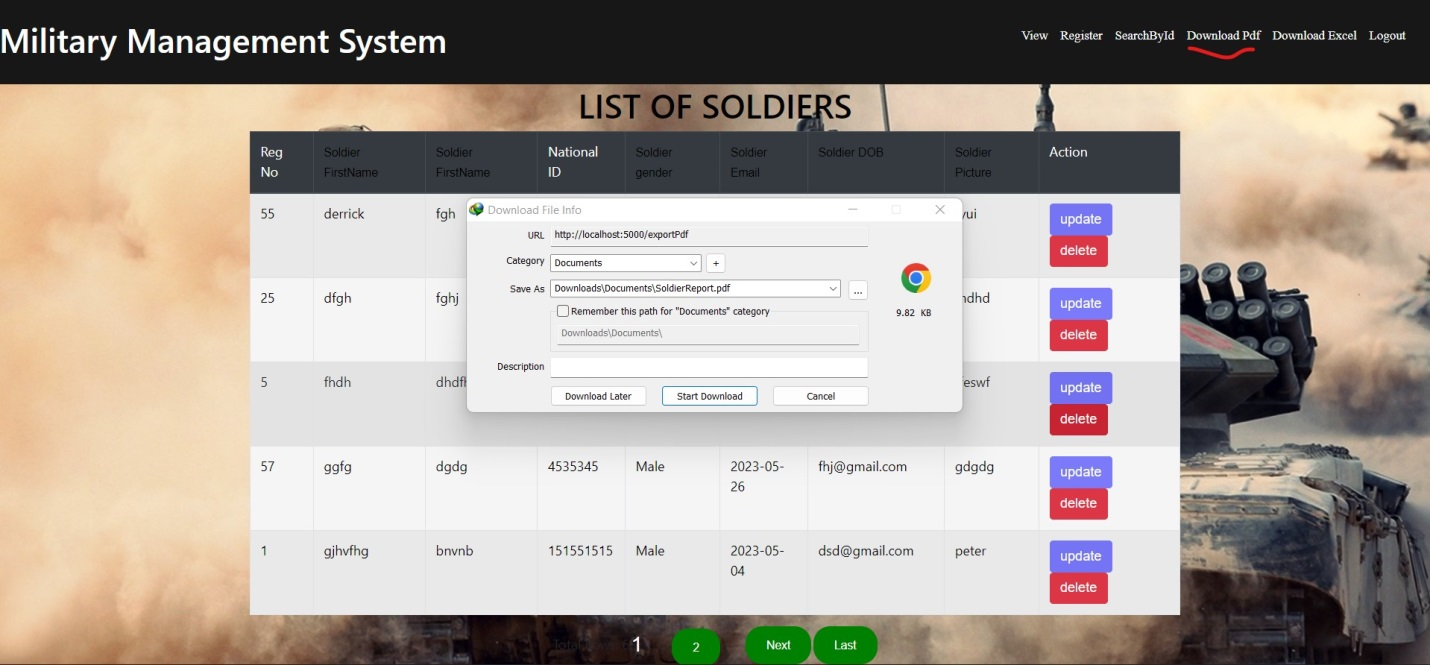 Military Management System
View Register SearchById Download Pdf Download Excel Logout
LIST OF SOLDIERS
Reg No Soldier FirstName Soldier FirstName National ID Soldier gender Soldier Email Soldier DOB Soldier Picture Action
55 derrick fgh update
delete
25 dfgh fghj update
delete
5 fhdh update
delete
57 ggfg dgdg 4535345 Male 2023-05-26 fhj@gmail.com gdgdg update
delete
1 gjhvfhg bnvnb 151551515 Male 2023-05-04 dsd@gmail.com peter update
delete
Download File Info
URL http://localhost:5000/exportPdf
Category Documents +
Save As Downloads\Documents\SoldierReport.pdf ...
Remember this path for "Documents" category
Downloads\Documents\
9.82 KB
Description
Download Later Start Download Cancel
1 2 Next Last